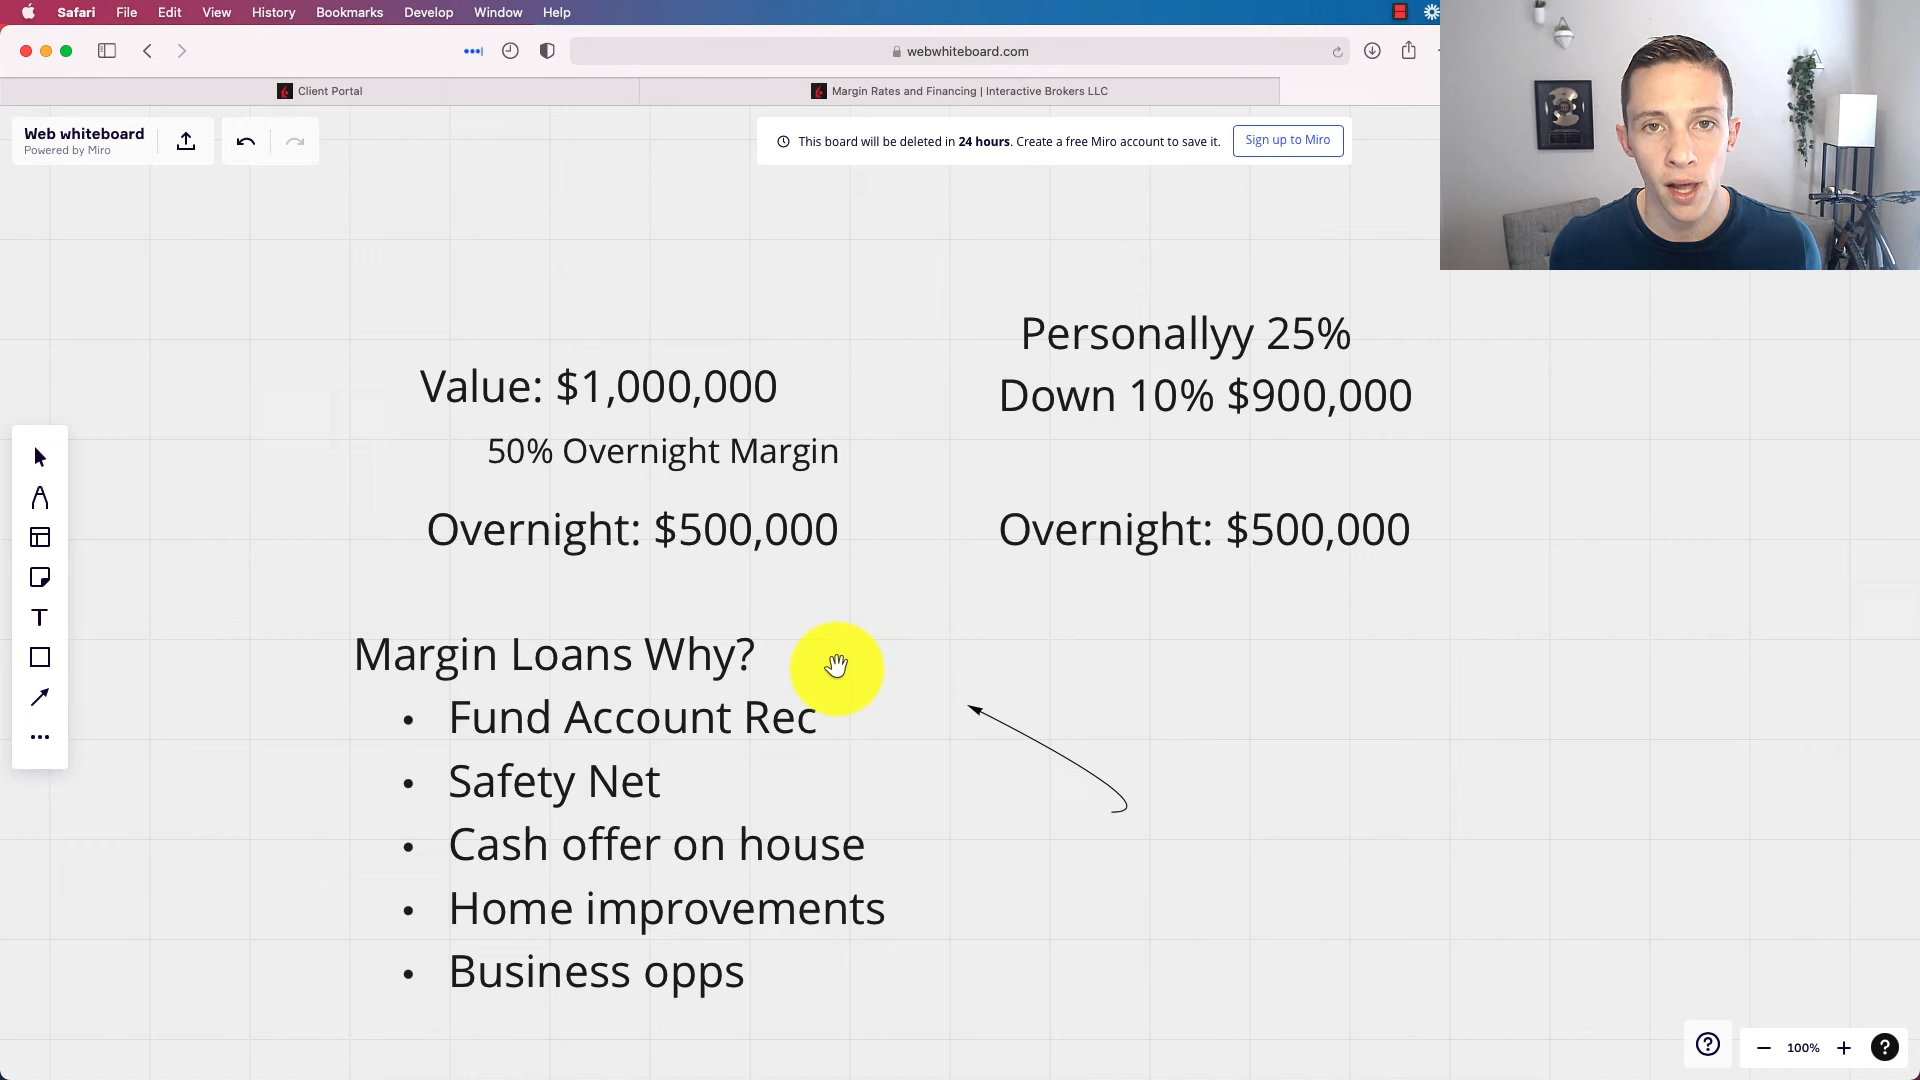 Safari File Edit View History Bookmarks Develop Window Help
webwhiteboard.com
Client Portal
Margin Rates and Financing | Interactive Brokers LLC
Web whiteboard
Powered by Miro
This board will be deleted in 24 hours. Create a free Miro account to save it.
Sign up to Miro
Personallyy 25%
Value: $1,000,000
Down 10% $900,000
50% Overnight Margin
Overnight: $500,000
Overnight: $500,000
Margin Loans Why?
• Fund Account Rec
• Safety Net
• Cash offer on house
• Home improvements
• Business opps
100%